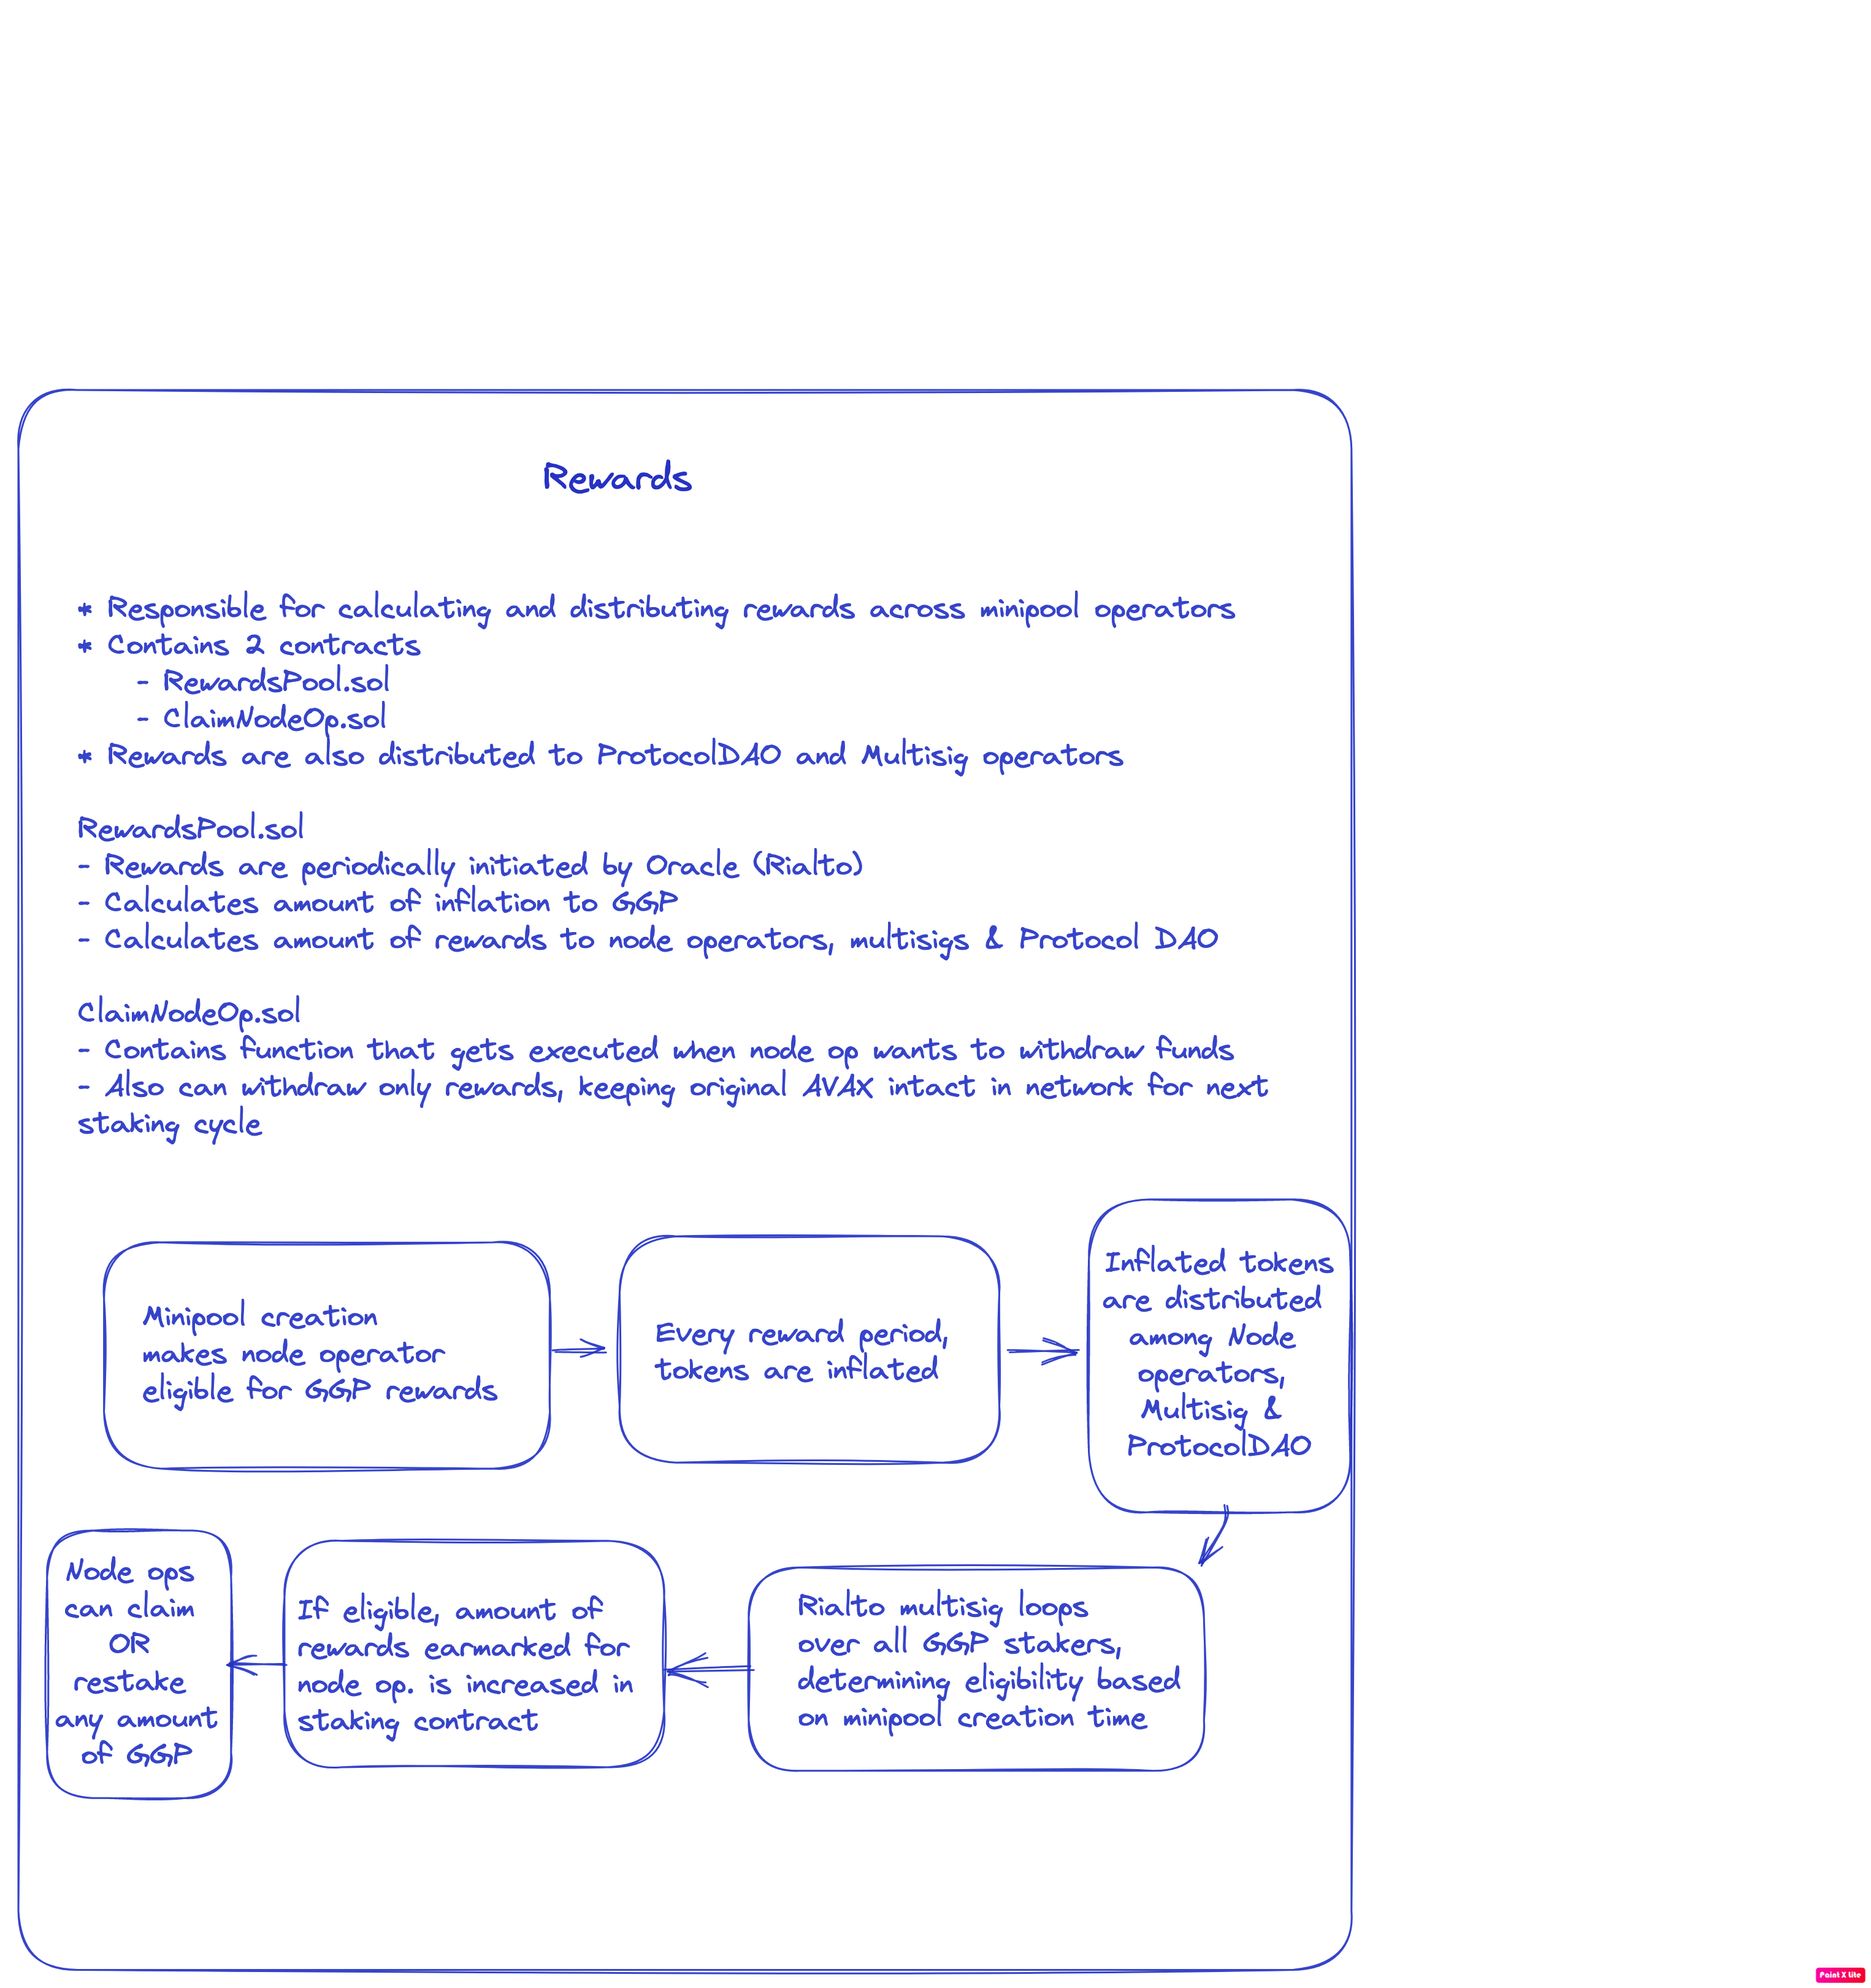 Rewards
* Responsible for calculating and distributing rewards across minipool operators
* Contains 2 contracts
- RewardsPool.sol
- ClaimNodeOp.sol
* Rewards are also distributed to ProtocolDAO and Multisig operators
RewardsPool.sol
- Rewards are periodically initiated by Oracle (Rialto)
- Calculates amount of inflation to GGP
- Calculates amount of rewards to node operators, multisigs & Protocol DAO
ClaimNodeOp.sol
- Contains function that gets executed when node op wants to withdraw funds
- Also can withdraw only rewards, keeping original AVAX intact in network for next
staking cycle
Minipool creation
makes node operator
eligible for GGP rewards
Every reward period,
tokens are inflated
Inflated tokens
are distributed
among Node
operators,
Multisig &
ProtocolDAO
Rialto multisig loops
over all GGP stakers,
determining eligibility based
on minipool creation time
If eligible, amount of
rewards earmarked for
node op. is increased in
staking contract
Node ops
can claim
OR
restake
any amount
of GGP
Paint X Lite